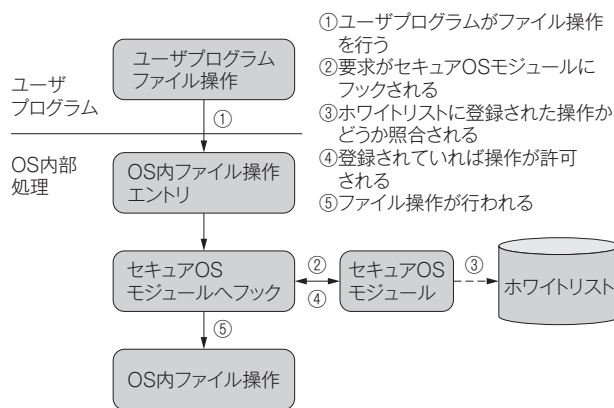 ユーザプログラム
ファイル操作
ユーザ
プログラム
①
OS内部
処理
OS内ファイル操作
エントリ
セキュアOS
モジュールへフック
②
④
セキュアOS
モジュール
③
ホワイトリスト
⑤
OS内ファイル操作
①ユーザプログラムがファイル操作
を行う
②要求がセキュアOSモジュールに
フックされる
③ホワイトリストに登録された操作か
どうか照合される
④登録されていれば操作が許可
される
⑤ファイル操作が行われる